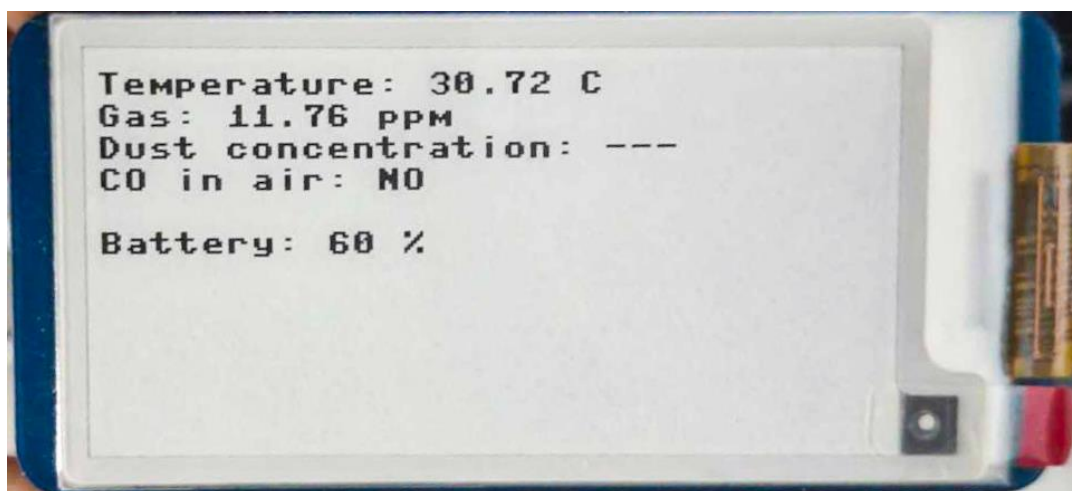 Temperature: 30.72 C
Gas: 11.76 ppm
Dust concentration: ---
CO in air: NO
Battery: 60 %